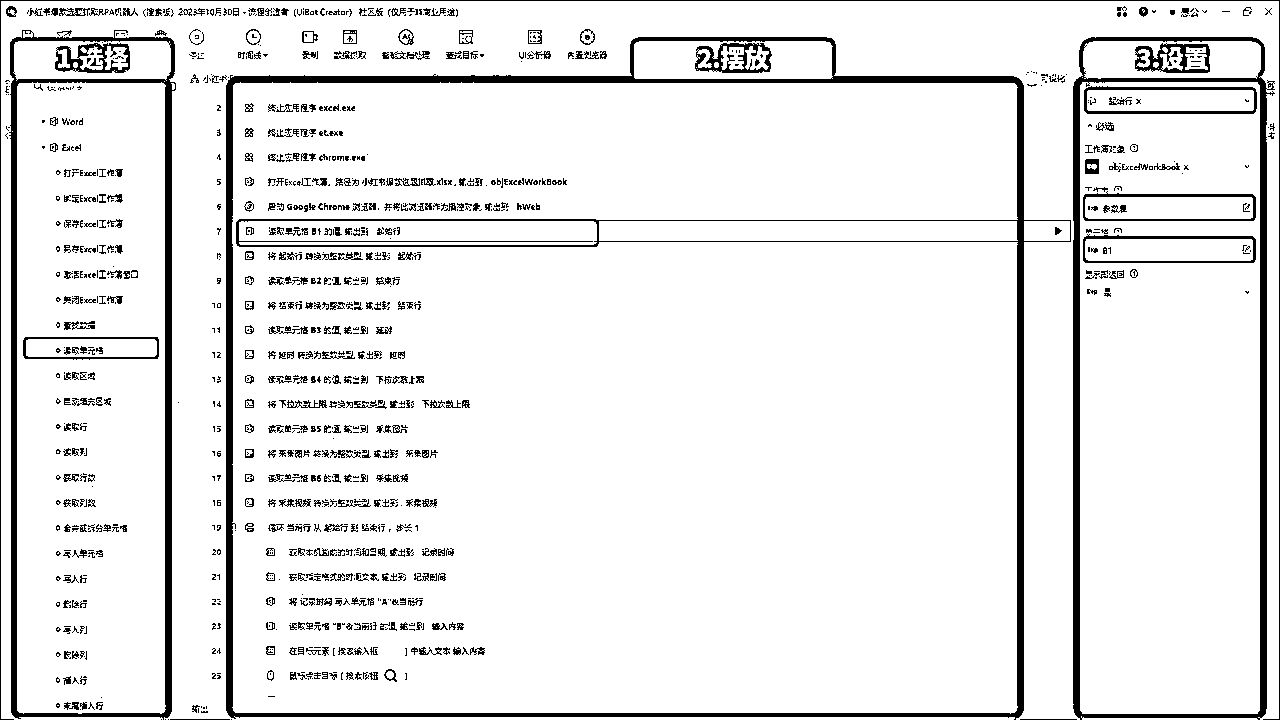 小红书爆款选题抓取RPA机器人（搜索板）2023年10月30日 - 流程创造者（UiBot Creator）社区版（仅用于非商业用途）
愚公
停止
时间线
录制
数据抓取
智能文档处理
查找目标
UI分析器
内置浏览器
1.选择
2.摆放
3.设置
可视化
Word
Excel
打开Excel工作簿
绑定Excel工作簿
保存Excel工作簿
另存Excel工作簿
激活Excel工作簿窗口
关闭Excel工作簿
查找数据
读取单元格
读取区域
自动填充区域
读取行
读取列
获取行数
获取列数
合并或拆分单元格
写入单元格
写入行
删除行
写入列
删除列
插入行
末尾插入行
2 终止应用程序 excel.exe
3 终止应用程序 et.exe
4 终止应用程序 chrome.exe
5 打开Excel工作簿，路径为 小红书爆款选题抓取.xlsx，输出到 . objExcelWorkBook
6 启动 Google Chrome 浏览器，并将此浏览器作为操控对象, 输出到 hWeb
7 读取单元格 B1 的值, 输出到 起始行
8 将 起始行 转换为整数类型, 输出到 起始行
9 读取单元格 B2 的值, 输出到 结束行
10 将 结束行 转换为整数类型, 输出到 结束行
11 读取单元格 B3 的值, 输出到 延时
12 将 延时 转换为整数类型, 输出到 延时
13 读取单元格 B4 的值, 输出到 下拉次数上限
14 将 下拉次数上限 转换为整数类型, 输出到 下拉次数上限
15 读取单元格 B5 的值, 输出到 采集图片
16 将 采集图片 转换为整数类型, 输出到 采集图片
17 读取单元格 B6 的值, 输出到 采集视频
18 将 采集视频 转换为整数类型, 输出到 采集视频
19 循环 当前行 从 起始行 到 结束行，步长 1
20 获取本机当前的时间和日期, 输出到 记录时间
21 获取指定格式的时间文本, 输出到 记录时间
22 将 记录时间 写入单元格 "A"&当前行
23 读取单元格 "B"&当前行 的值, 输出到 输入内容
24 在目标元素 [ 搜索输入框 ] 中输入文本 输入内容
25 鼠标点击目标 [ 搜索按钮 ]
输出
起始行 ×
必选
工作簿对象
objExcelWorkBook ×
工作表
Exp 参数集
单元格
Exp B1
显示即返回
Exp 是